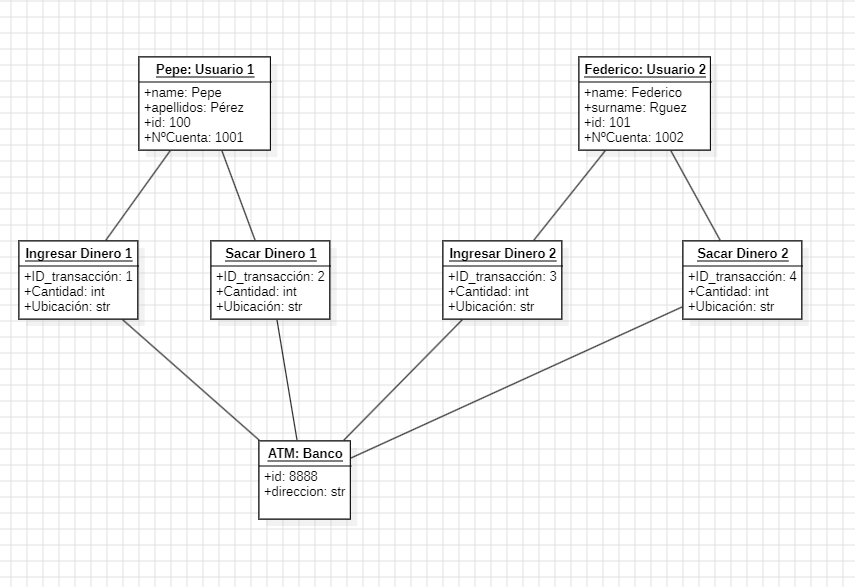 Pepe: Usuario 1
+name: Pepe
+apellidos: Pérez
+id: 100
+NºCuenta: 1001
Federico: Usuario 2
+name: Federico
+surname: Rguez
+id: 101
+NºCuenta: 1002
Ingresar Dinero 1
+ID_transacción: 1
+Cantidad: int
+Ubicación: str
Sacar Dinero 1
+ID_transacción: 2
+Cantidad: int
+Ubicación: str
Ingresar Dinero 2
+ID_transacción: 3
+Cantidad: int
+Ubicación: str
Sacar Dinero 2
+ID_transacción: 4
+Cantidad: int
+Ubicación: str
ATM: Banco
+id: 8888
+direccion: str